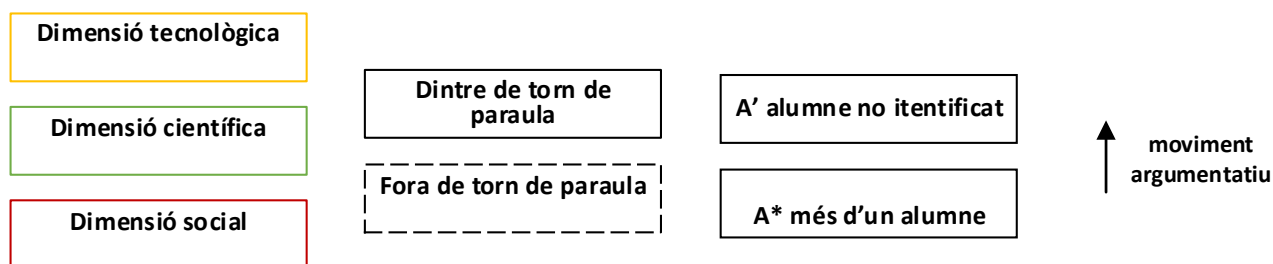 Dimensió tecnològica
Dimensió científica
Dimensió social
Dintre de torn de
paraula
Fora de torn de paraula
A’ alumne no itentificat
A* més d’un alumne
moviment
argumentatiu